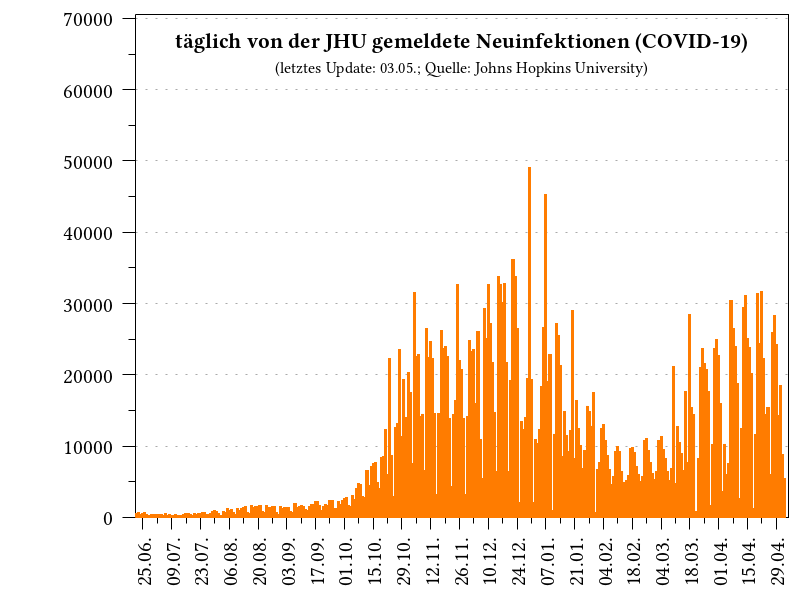 täglich von der JHU gemeldete Neuinfektionen (COVID-19)
(letztes Update: 03.05.; Quelle: Johns Hopkins University)
70000
60000
50000
40000
30000
20000
10000
0
25.06. 09.07. 23.07. 06.08. 20.08. 03.09. 17.09. 01.10. 15.10. 29.10. 12.11. 26.11. 10.12. 24.12. 07.01. 21.01. 04.02. 18.02. 04.03. 18.03. 01.04. 15.04. 29.04.